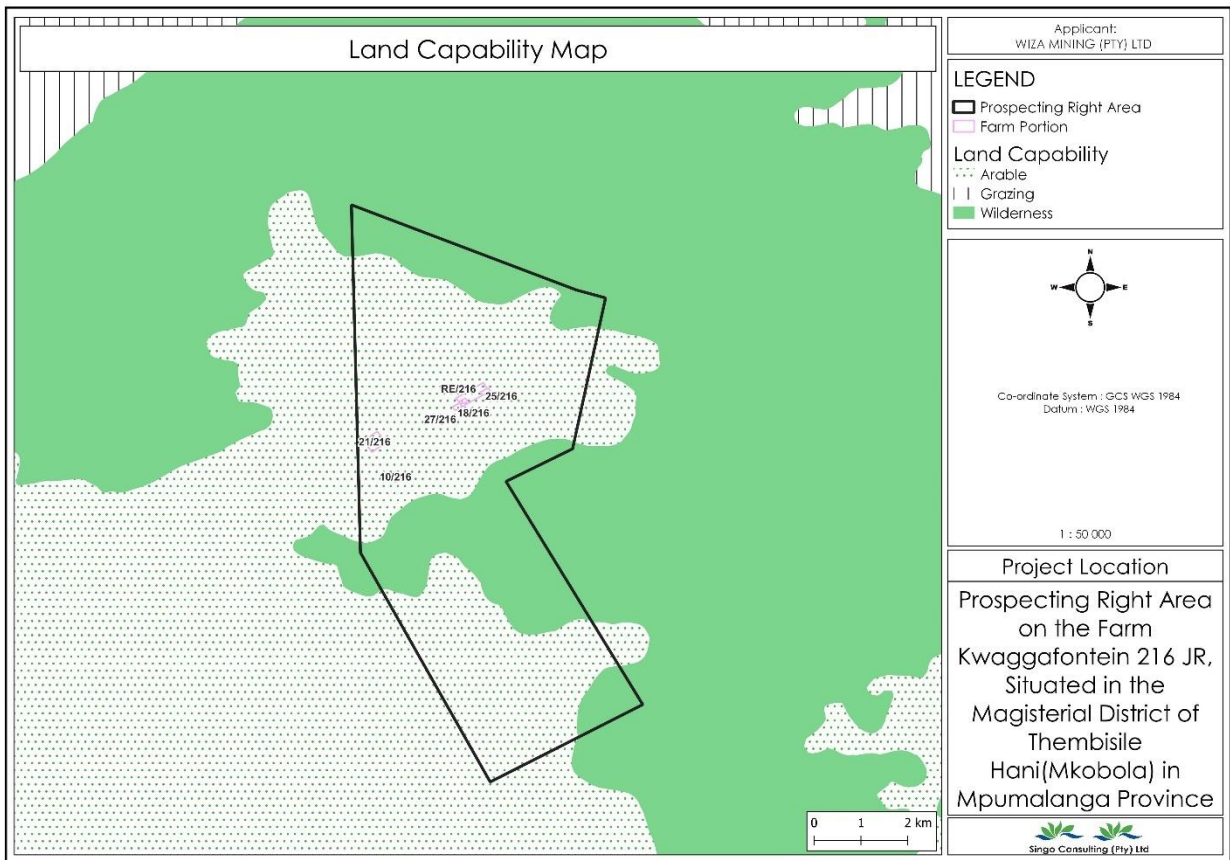 Land Capability Map
RE/216
25/216
18/216
27/216
21/216
10/216
0 1 2 km
Applicant:
WIZA MINING (PTY) LTD
LEGEND
Prospecting Right Area
Farm Portion
Land Capability
Arable
Grazing
Wilderness
N
W E
S
Co-ordinate System : GCS WGS 1984
Datum : WGS 1984
1 : 50 000
Project Location
Prospecting Right Area
on the Farm
Kwaggafontein 216 JR,
Situated in the
Magisterial District of
Thembisile
Hani(Mkobola) in
Mpumalanga Province
Singo Consulting (Pty) Ltd